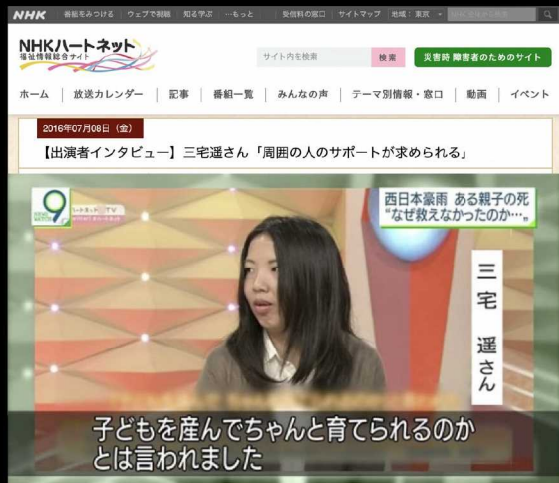 NHK 番組をみつける ウェブで視聴 知る学ぶ …もっと 受信料の窓口 サイトマップ 地域：東京
NHKハートネット
福祉情報総合サイト
サイト内を検索 検索 災害時 障害者のためのサイト
ホーム | 放送カレンダー | 記事 | 番組一覧 | みんなの声 | テーマ別情報・窓口 | 動画 | イベント
2016年07月08日（金）
【出演者インタビュー】三宅遥さん「周囲の人のサポートが求められる」
NEWS WATCH 9
ハートネットTV
西日本豪雨 ある親子の死
“なぜ救えなかったのか…”
三宅 遥さん
子どもを産んでちゃんと育てられるのか
とは言われました